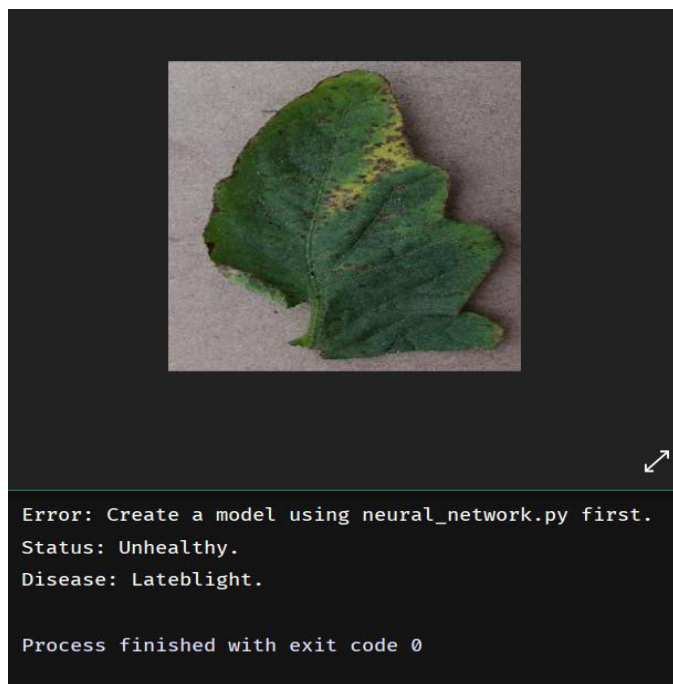 Error: Create a model using neural_network.py first.
Status: Unhealthy.
Disease: Lateblight.
Process finished with exit code 0